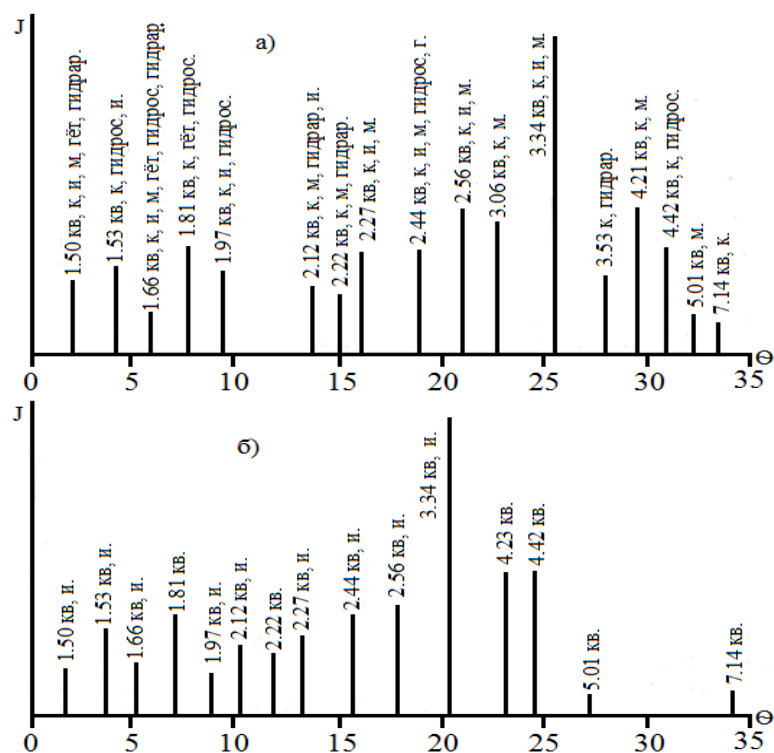 J
а)
1.50 кв, к, и, м, гёт, гидрар.
1.53 кв, к, гидрос, и.
1.66 кв, к, и, м, гёт, гидрос, гидрар.
1.81 кв, к, гёт, гидрос.
1.97 кв, к, и, гидрос.
2.12 кв, к, м, гидрар, и.
2.22 кв, к, м, гидрар.
2.27 кв, к, и, м.
2.44 кв, к, и, м, гидрос, г.
2.56 кв, к, и, м.
3.06 кв, к, м.
3.34 кв, к, и, м.
3.53 к, гидрар.
4.21 кв, к, м.
4.42 кв, к, гидрос.
5.01 кв, м.
7.14 кв, к.
0 5 10 15 20 25 30 35 Θ
J
б)
1.50 кв, и.
1.53 кв, и.
1.66 кв, и.
1.81 кв.
1.97 кв, и.
2.12 кв, и.
2.22 кв.
2.27 кв, и.
2.44 кв, и.
2.56 кв, и.
3.34 кв, и.
4.23 кв.
4.42 кв.
5.01 кв.
7.14 кв.
0 5 10 15 20 25 30 35 Θ